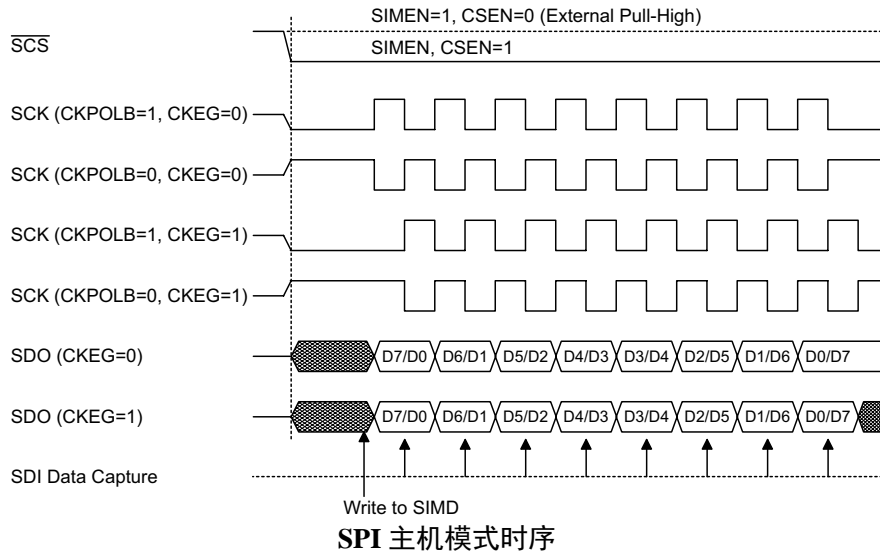 SIMEN=1, CSEN=0 (External Pull-High)
SCS
SIMEN, CSEN=1
SCK (CKPOLB=1, CKEG=0)
SCK (CKPOLB=0, CKEG=0)
SCK (CKPOLB=1, CKEG=1)
SCK (CKPOLB=0, CKEG=1)
SDO (CKEG=0) D7/D0 D6/D1 D5/D2 D4/D3 D3/D4 D2/D5 D1/D6 D0/D7
SDO (CKEG=1) D7/D0 D6/D1 D5/D2 D4/D3 D3/D4 D2/D5 D1/D6 D0/D7
SDI Data Capture
Write to SIMD
SPI 主机模式时序